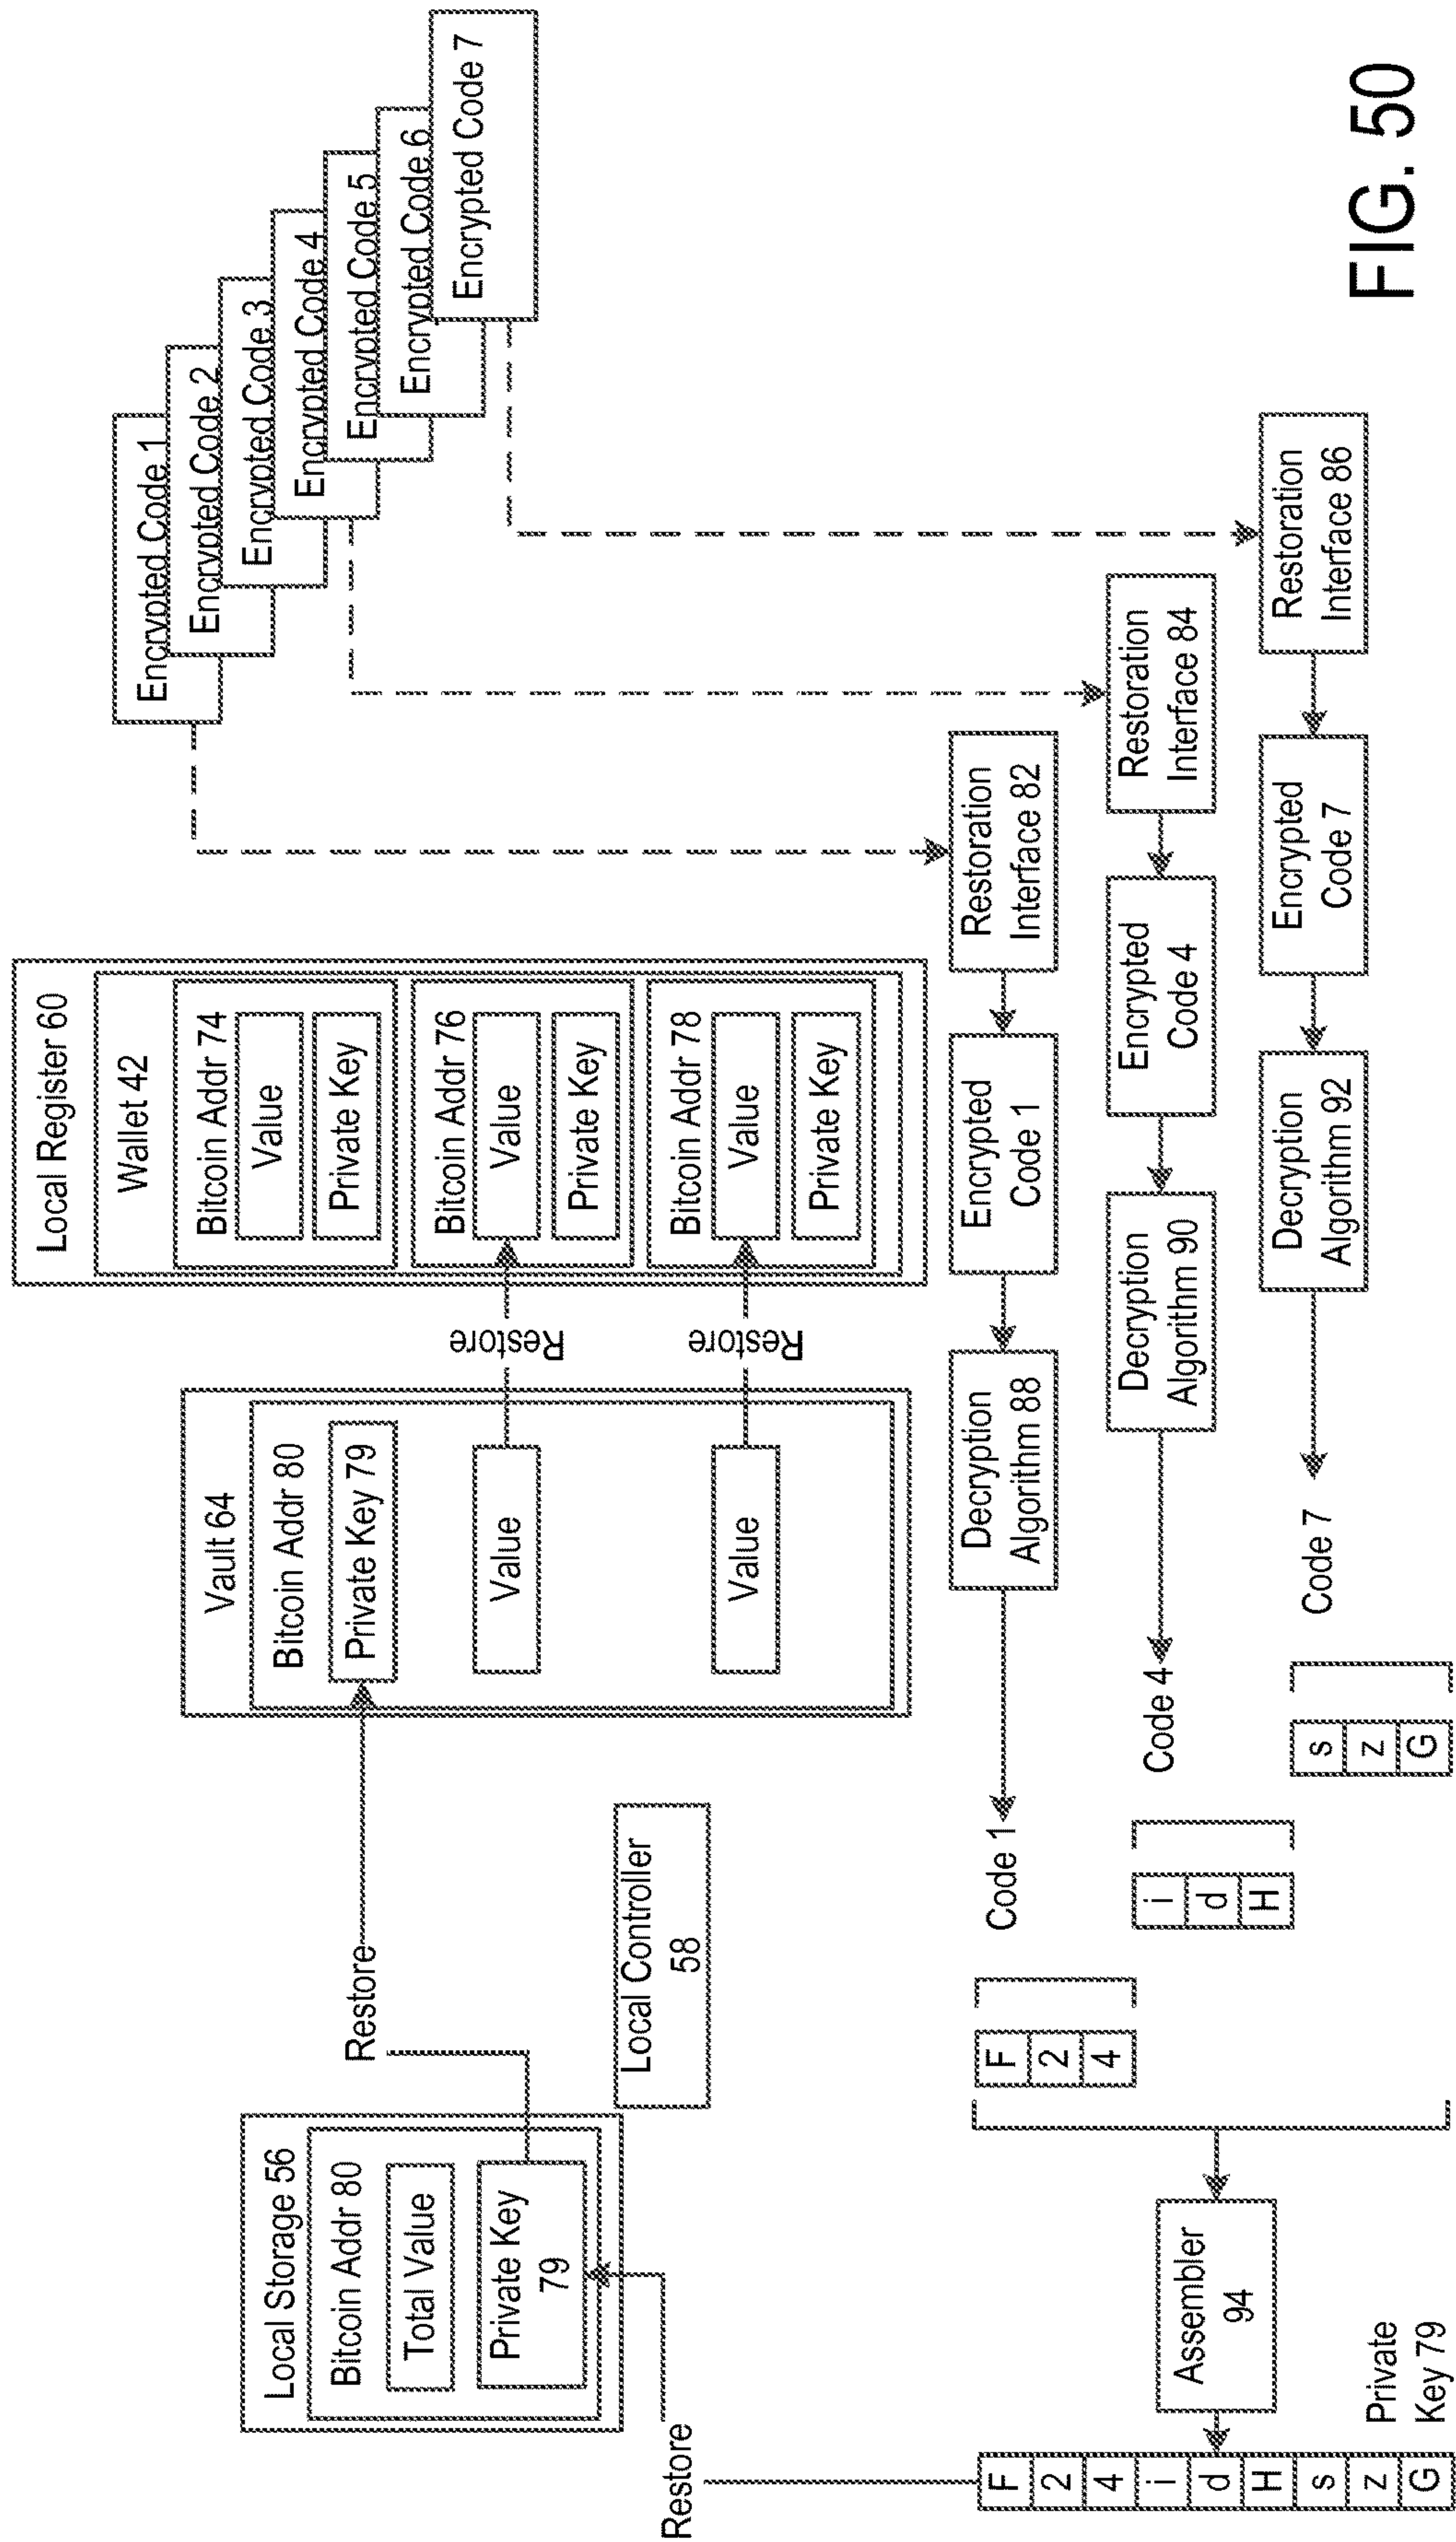 Local Storage 56
Bitcoin Addr 80
Total Value
Private Key
79
Restore
Restore
Local Controller
58
Vault 64
Bitcoin Addr 80
Private Key 79
Value
Value
Restore
Restore
Local Register 60
Wallet 42
Bitcoin Addr 74
Value
Private Key
Bitcoin Addr 76
Value
Private Key
Bitcoin Addr 78
Value
Private Key
Encrypted Code 1
Encrypted Code 2
Encrypted Code 3
Encrypted Code 4
Encrypted Code 5
Encrypted Code 6
Encrypted Code 7
F
2
4
i
d
H
s
z
G
Private
Key 79
Assembler
94
F
2
4
Code 1
Decryption
Algorithm 88
Encrypted
Code 1
Restoration
Interface 82
i
d
H
Code 4
Decryption
Algorithm 90
Encrypted
Code 4
Restoration
Interface 84
s
z
G
Code 7
Decryption
Algorithm 92
Encrypted
Code 7
Restoration
Interface 86
FIG. 50